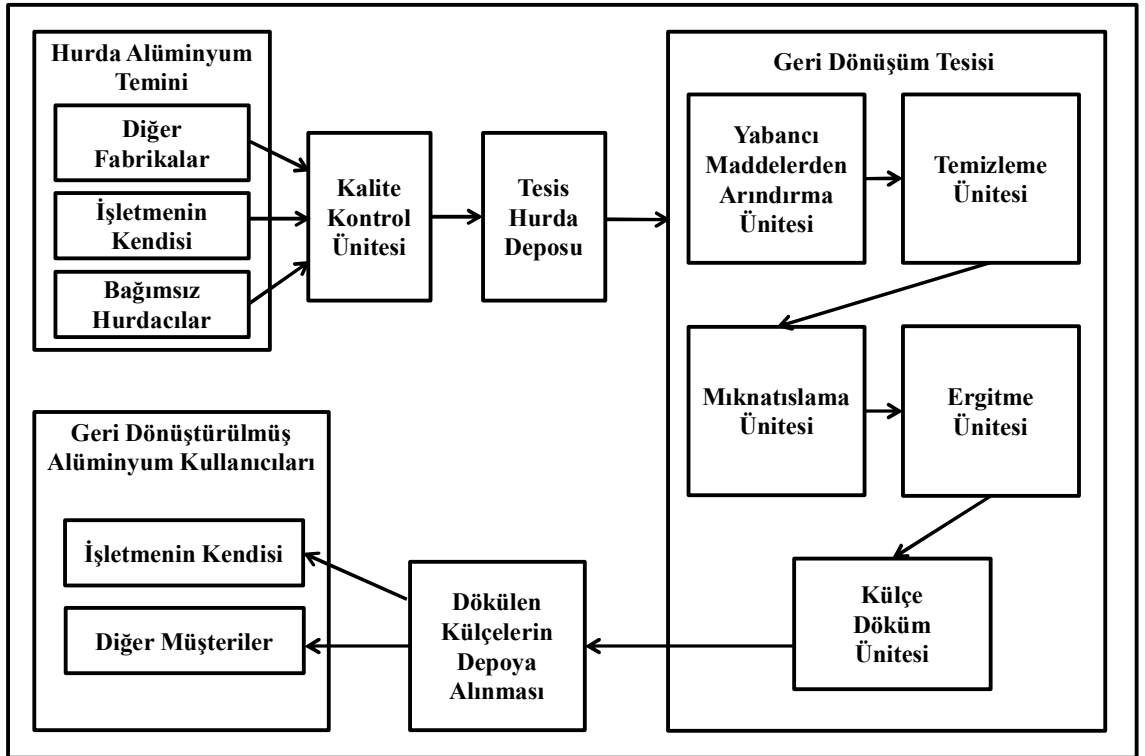 Hurda Alüminyum
Temini
Diğer
Fabrikalar
İşletmenin
Kendisi
Bağımsız
Hurdacılar
Kalite
Kontrol
Ünitesi
Tesis
Hurda
Deposu
Geri Dönüşüm Tesisi
Yabancı
Maddelerden
Arındırma
Ünitesi
Temizleme
Ünitesi
Mıknatıslama
Ünitesi
Ergitme
Ünitesi
Külçe
Döküm
Ünitesi
Dökülen
Külçelerin
Depoya
Alınması
Geri Dönüştürülmüş
Alüminyum Kullanıcıları
İşletmenin Kendisi
Diğer Müşteriler